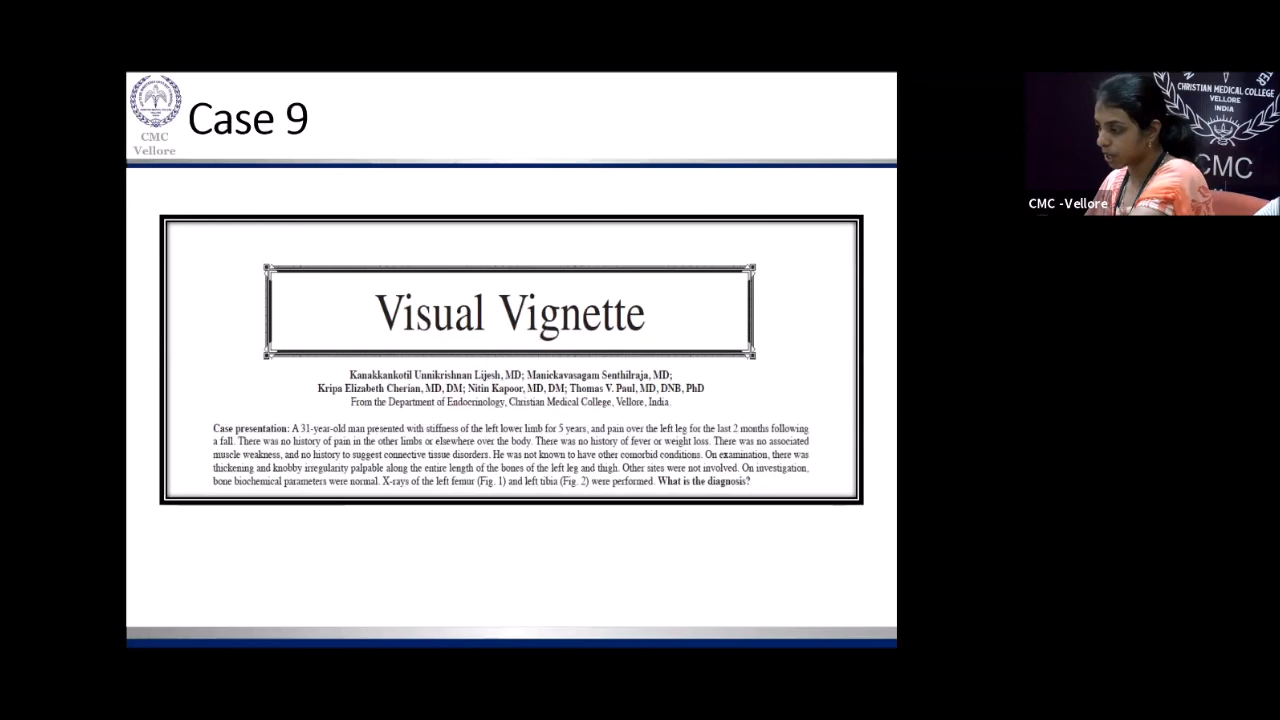 CMC
Vellore
Case 9
Visual Vignette
Kanakkankotil Unnikrishnan Lijesh, MD; Manickavasagam Senthilraja, MD;
Kripa Elizabeth Cherian, MD, DM; Nitin Kapoor, MD, DM; Thomas V. Paul, MD, DNB, PhD
From the Department of Endocrinology, Christian Medical College, Vellore, India
Case presentation: A 31-year-old man presented with stiffness of the left lower limb for 5 years, and pain over the left leg for the last 2 months following
a fall. There was no history of pain in the other limbs or elsewhere over the body. There was no history of fever or weight loss. There was no associated
muscle weakness, and no history to suggest connective tissue disorders. He was not known to have other comorbid conditions. On examination, there was
thickening and knobby irregularity palpable along the entire length of the bones of the left leg and thigh. Other sites were not involved. On investigation,
bone biochemical parameters were normal. X-rays of the left femur (Fig. 1) and left tibia (Fig. 2) were performed. What is the diagnosis?
CHRISTIAN MEDICAL COLLEGE
VELLORE
INDIA
CMC
CMC -Vellore